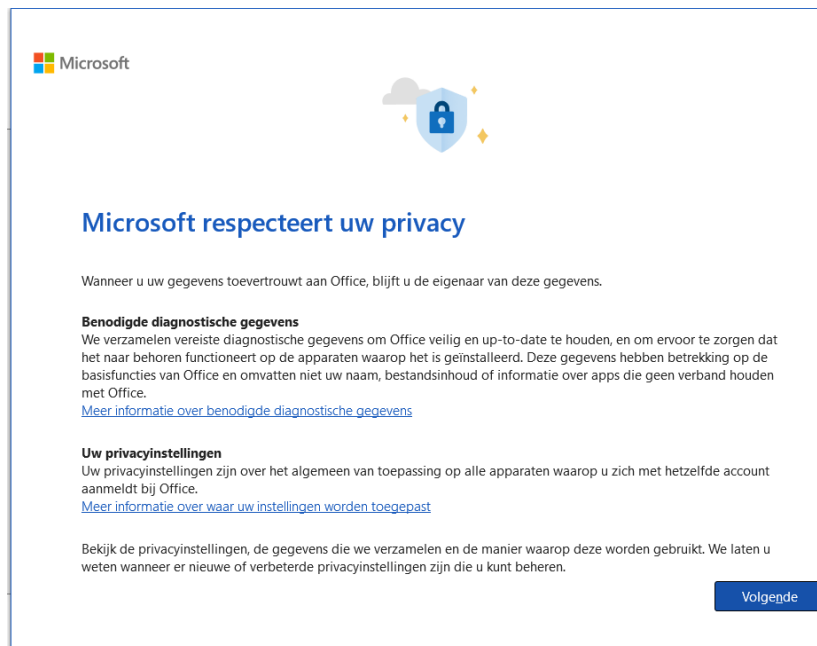 Microsoft
Microsoft respecteert uw privacy
Wanneer u uw gegevens toevertrouwt aan Office, blijft u de eigenaar van deze gegevens.
Benodigde diagnostische gegevens
We verzamelen vereiste diagnostische gegevens om Office veilig en up-to-date te houden, en om ervoor te zorgen dat
het naar behoren functioneert op de apparaten waarop het is geïnstalleerd. Deze gegevens hebben betrekking op de
basisfuncties van Office en omvatten niet uw naam, bestandsinhoud of informatie over apps die geen verband houden
met Office.
Meer informatie over benodigde diagnostische gegevens
Uw privacyinstellingen
Uw privacyinstellingen zijn over het algemeen van toepassing op alle apparaten waarop u zich met hetzelfde account
aanmeldt bij Office.
Meer informatie over waar uw instellingen worden toegepast
Bekijk de privacyinstellingen, de gegevens die we verzamelen en de manier waarop deze worden gebruikt. We laten u
weten wanneer er nieuwe of verbeterde privacyinstellingen zijn die u kunt beheren.
Volgende